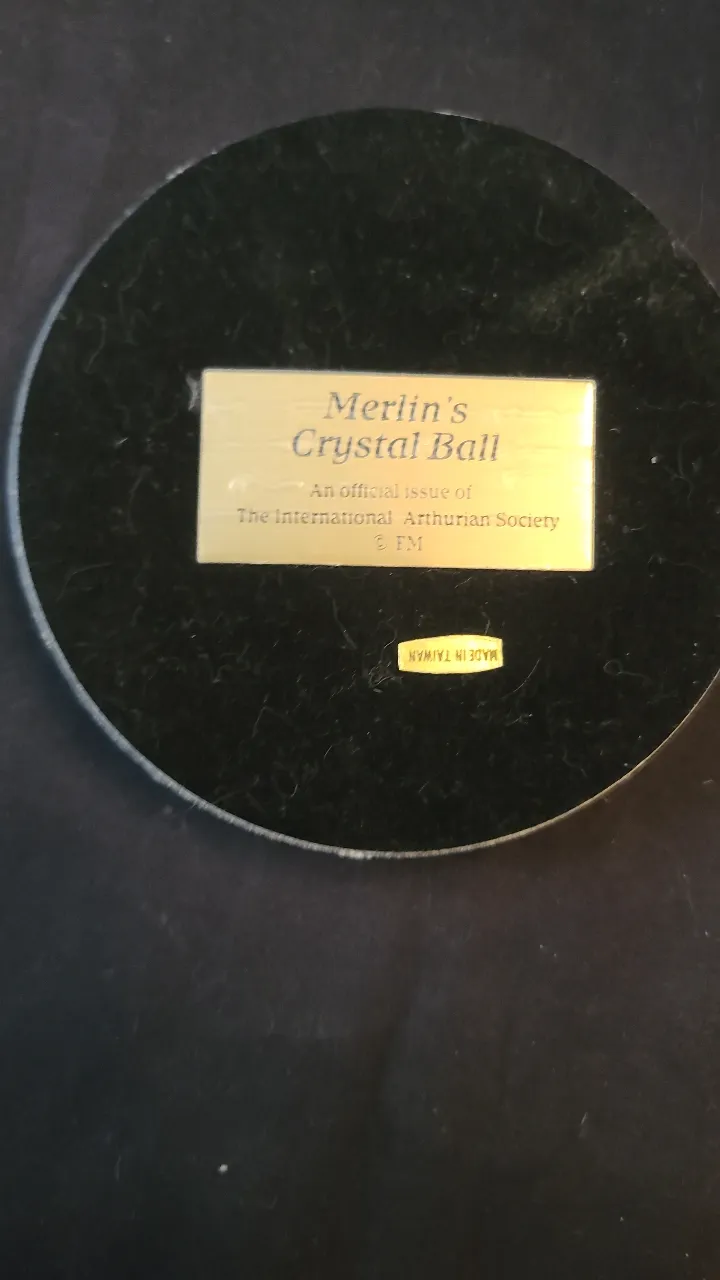 Merlin's
Crystal Ball
An official issue of
The International Arthurian Society
© FM
MADE IN TAIWAN